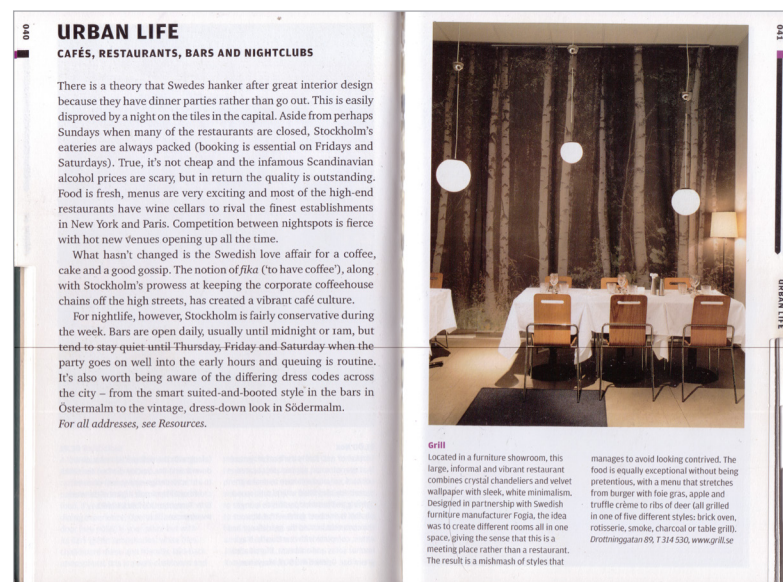 040
URBAN LIFE
CAFÉS, RESTAURANTS, BARS AND NIGHTCLUBS
There is a theory that Swedes hanker after great interior design
because they have dinner parties rather than go out. This is easily
disproved by a night on the tiles in the capital. Aside from perhaps
Sundays when many of the restaurants are closed, Stockholm's
eateries are always packed (booking is essential on Fridays and
Saturdays). True, it's not cheap and the infamous Scandinavian
alcohol prices are scary, but in return the quality is outstanding.
Food is fresh, menus are very exciting and most of the high-end
restaurants have wine cellars to rival the finest establishments
in New York and Paris. Competition between nightspots is fierce
with hot new venues opening up all the time.
What hasn't changed is the Swedish love affair for a coffee,
cake and a good gossip. The notion of fika ('to have coffee'), along
with Stockholm's prowess at keeping the corporate coffeehouse
chains off the high streets, has created a vibrant café culture.
For nightlife, however, Stockholm is fairly conservative during
the week. Bars are open daily, usually until midnight or 1am, but
tend to stay quiet until Thursday, Friday and Saturday when the
party goes on well into the early hours and queuing is routine.
It's also worth being aware of the differing dress codes across
the city – from the smart suited-and-booted style in the bars in
Östermalm to the vintage, dress-down look in Södermalm.
For all addresses, see Resources.
041
URBAN LIFE
Grill
Located in a furniture showroom, this
large, informal and vibrant restaurant
combines crystal chandeliers and velvet
wallpaper with sleek, white minimalism.
Designed in partnership with Swedish
furniture manufacturer Fogia, the idea
was to create different rooms all in one
space, giving the sense that this is a
meeting place rather than a restaurant.
The result is a mishmash of styles that
manages to avoid looking contrived. The
food is equally exceptional without being
pretentious, with a menu that stretches
from burger with foie gras, apple and
truffle crème to ribs of deer (all grilled
in one of five different styles: brick oven,
rotisserie, smoke, charcoal or table grill).
Drottninggatan 89, T 314 530, www.grill.se